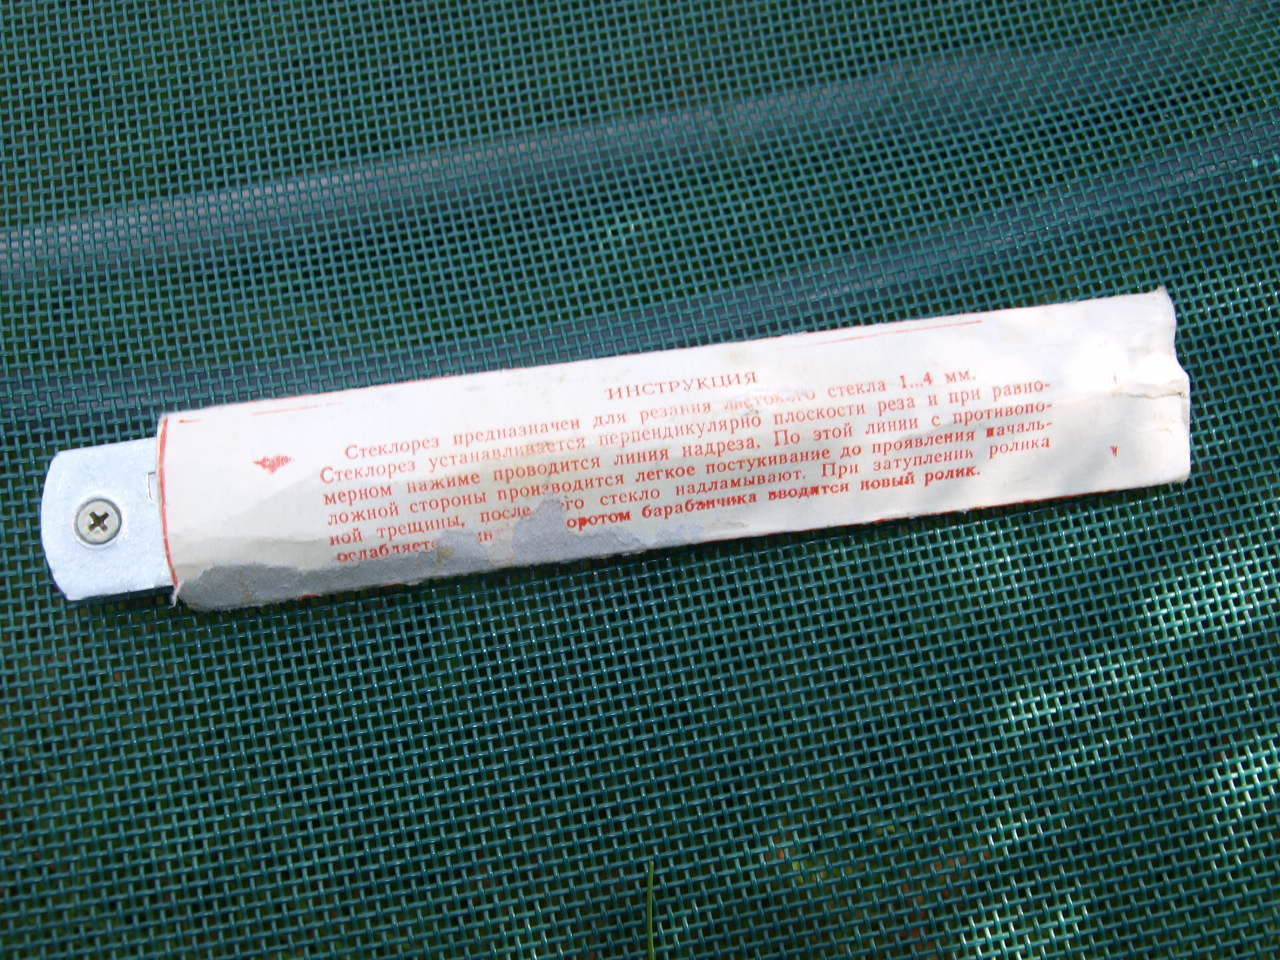 ИНСТРУКЦИЯ
Стеклорез предназначен для резания листового стекла 1...4 мм.
Стеклорез устанавливается перпендикулярно плоскости реза и при равно-
мерном нажиме проводится линия надреза. По этой линии с противопо-
ложной стороны производится легкое постукивание до проявления началь-
ной трещины, после стекло надламывают. При затуплении ролика
барабанчика вводится новый ролик.